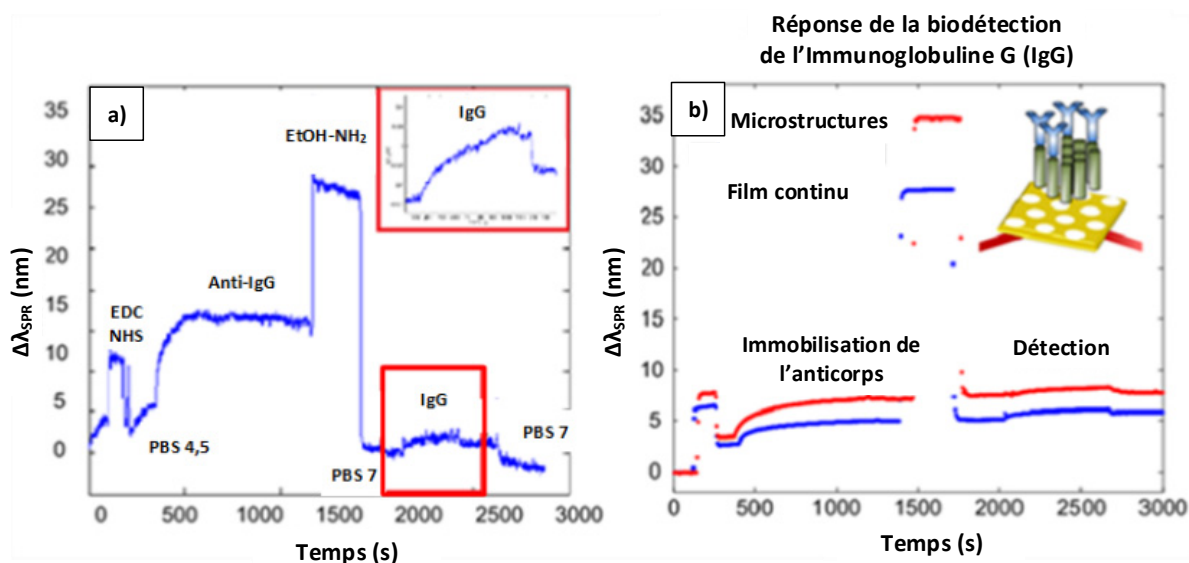 Réponse de la biodétection
de l'Immunoglobuline G (IgG)
a)
EDC
NHS
PBS 4,5
Anti-IgG
EtOH-NH₂
PBS 7
IgG
IgG
PBS 7
35
30
25
20
15
10
5
0
ΔλSPR (nm)
0 500 1000 1500 2000 2500 3000
Temps (s)
b)
Microstructures
Film continu
Immobilisation de
l'anticorps
Détection
35
30
25
20
15
10
5
0
ΔλSPR (nm)
0 500 1000 1500 2000 2500 3000
Temps (s)